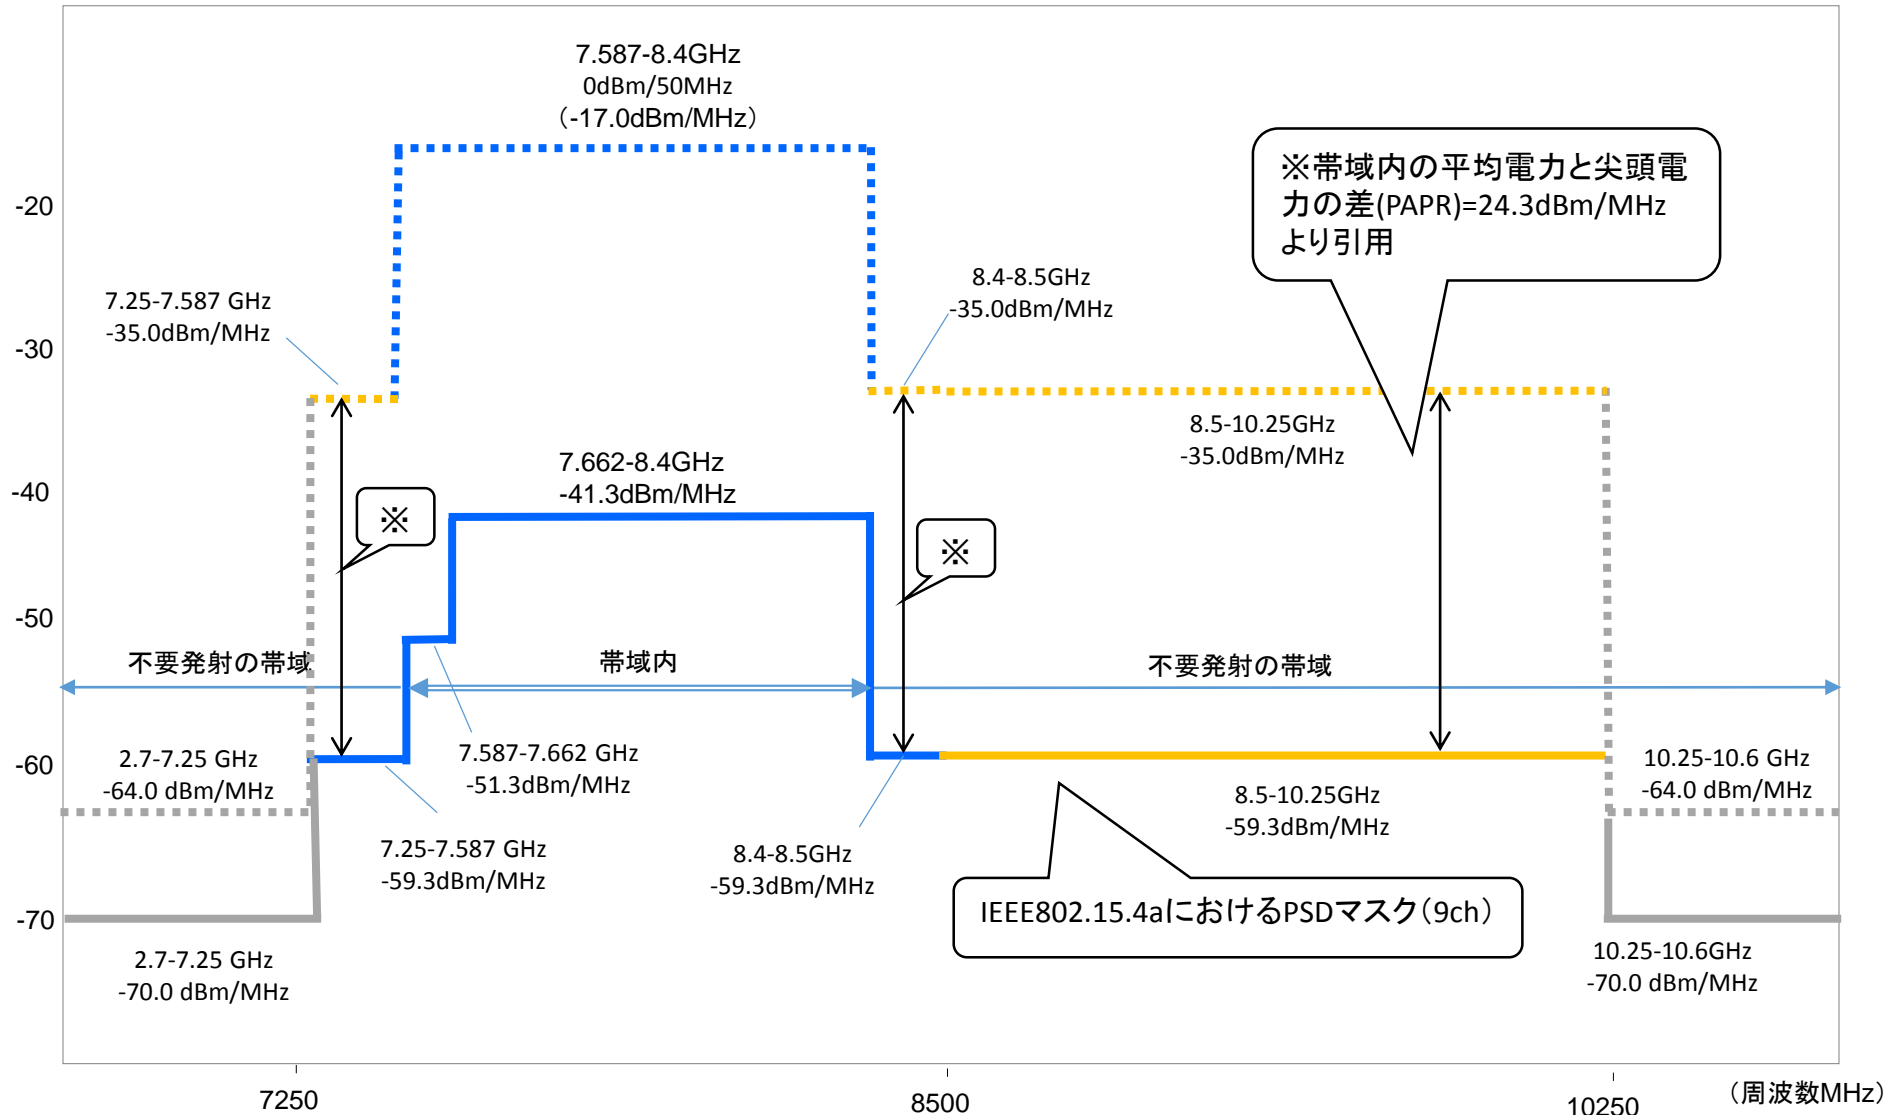 7.587-8.4GHz
0dBm/50MHz
（-17.0dBm/MHz）
※帯域内の平均電力と尖頭電
力の差(PAPR)=24.3dBm/MHz
より引用
-20
-30
-40
-50
-60
-70
7.25-7.587 GHz
-35.0dBm/MHz
8.4-8.5GHz
-35.0dBm/MHz
8.5-10.25GHz
-35.0dBm/MHz
7.662-8.4GHz
-41.3dBm/MHz
※
※
不要発射の帯域
帯域内
不要発射の帯域
2.7-7.25 GHz
-64.0 dBm/MHz
7.587-7.662 GHz
-51.3dBm/MHz
10.25-10.6 GHz
-64.0 dBm/MHz
7.25-7.587 GHz
-59.3dBm/MHz
8.4-8.5GHz
-59.3dBm/MHz
8.5-10.25GHz
-59.3dBm/MHz
IEEE802.15.4aにおけるPSDマスク（9ch）
2.7-7.25 GHz
-70.0 dBm/MHz
10.25-10.6GHz
-70.0 dBm/MHz
7250
8500
10250
（周波数MHz）